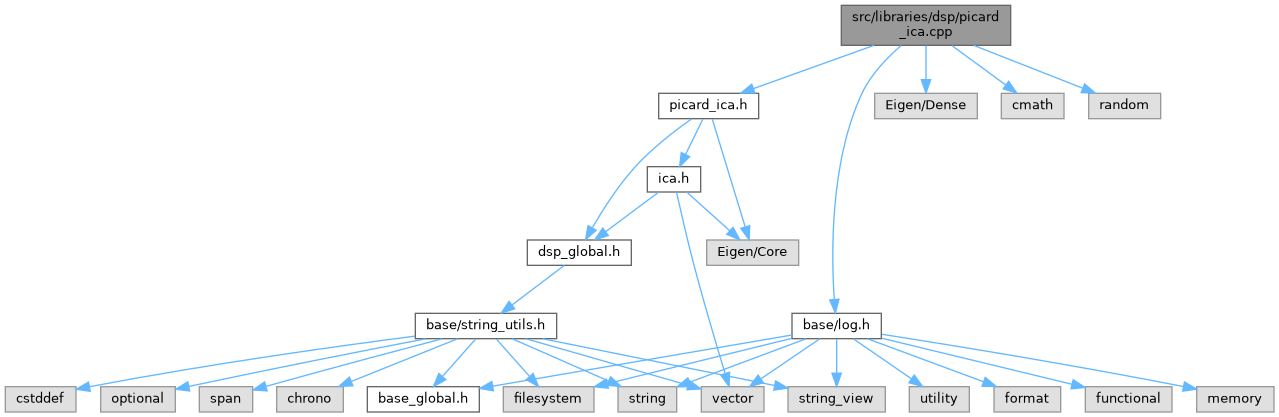 src/libraries/dsp/picard
_ica.cpp
picard_ica.h
Eigen/Dense
cmath
random
ica.h
dsp_global.h
Eigen/Core
base/string_utils.h
base/log.h
cstddef
optional
span
chrono
base_global.h
filesystem
string
vector
string_view
utility
format
functional
memory